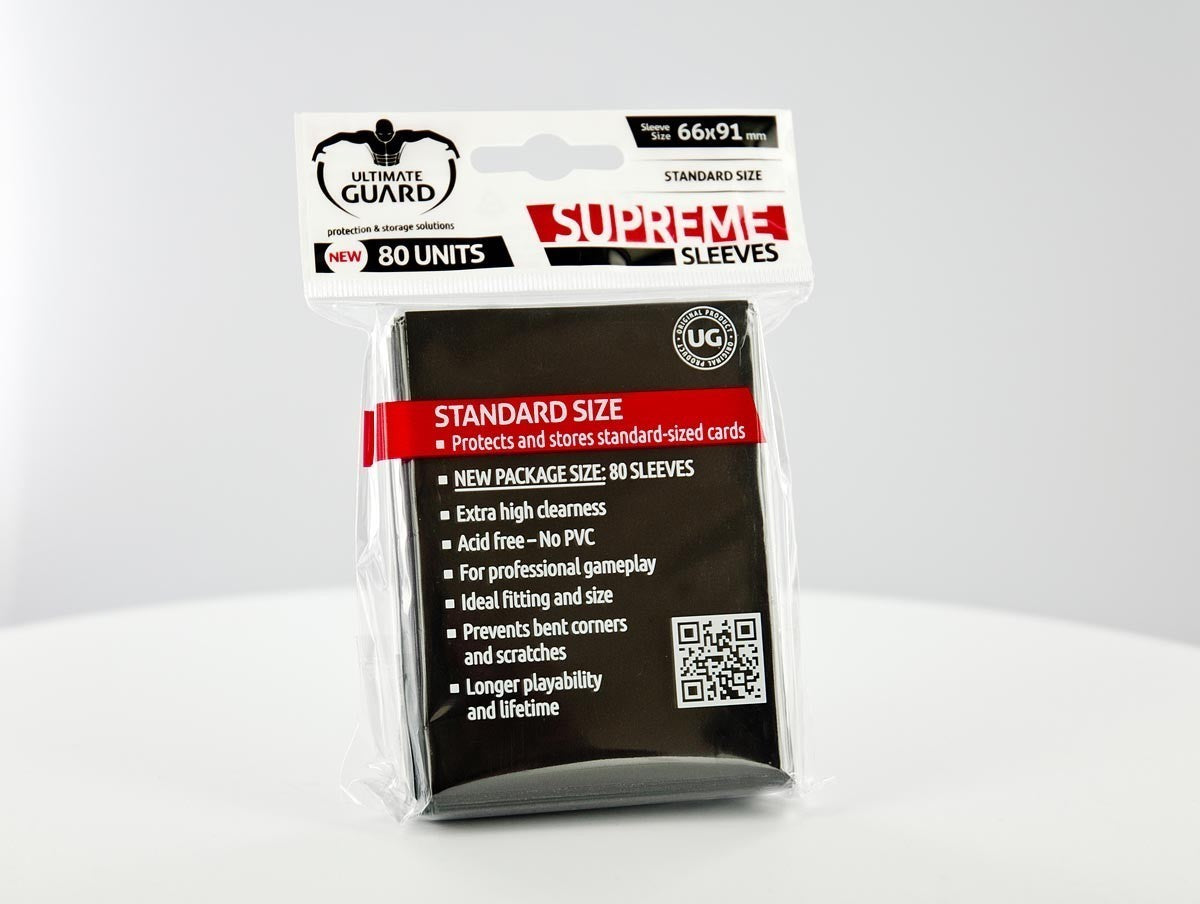 ULTIMATE
GUARD
protection & storage solutions
NEW 80 UNITS
Sleeve
Size 66x91 mm
STANDARD SIZE
SUPREME
SLEEVES
ORIGINAL PRODUCT • ORIGINAL PRODUCT •
UG
STANDARD SIZE
▪ Protects and stores standard-sized cards
▪ NEW PACKAGE SIZE: 80 SLEEVES
▪ Extra high clearness
▪ Acid free – No PVC
▪ For professional gameplay
▪ Ideal fitting and size
▪ Prevents bent corners
and scratches
▪ Longer playability
and lifetime